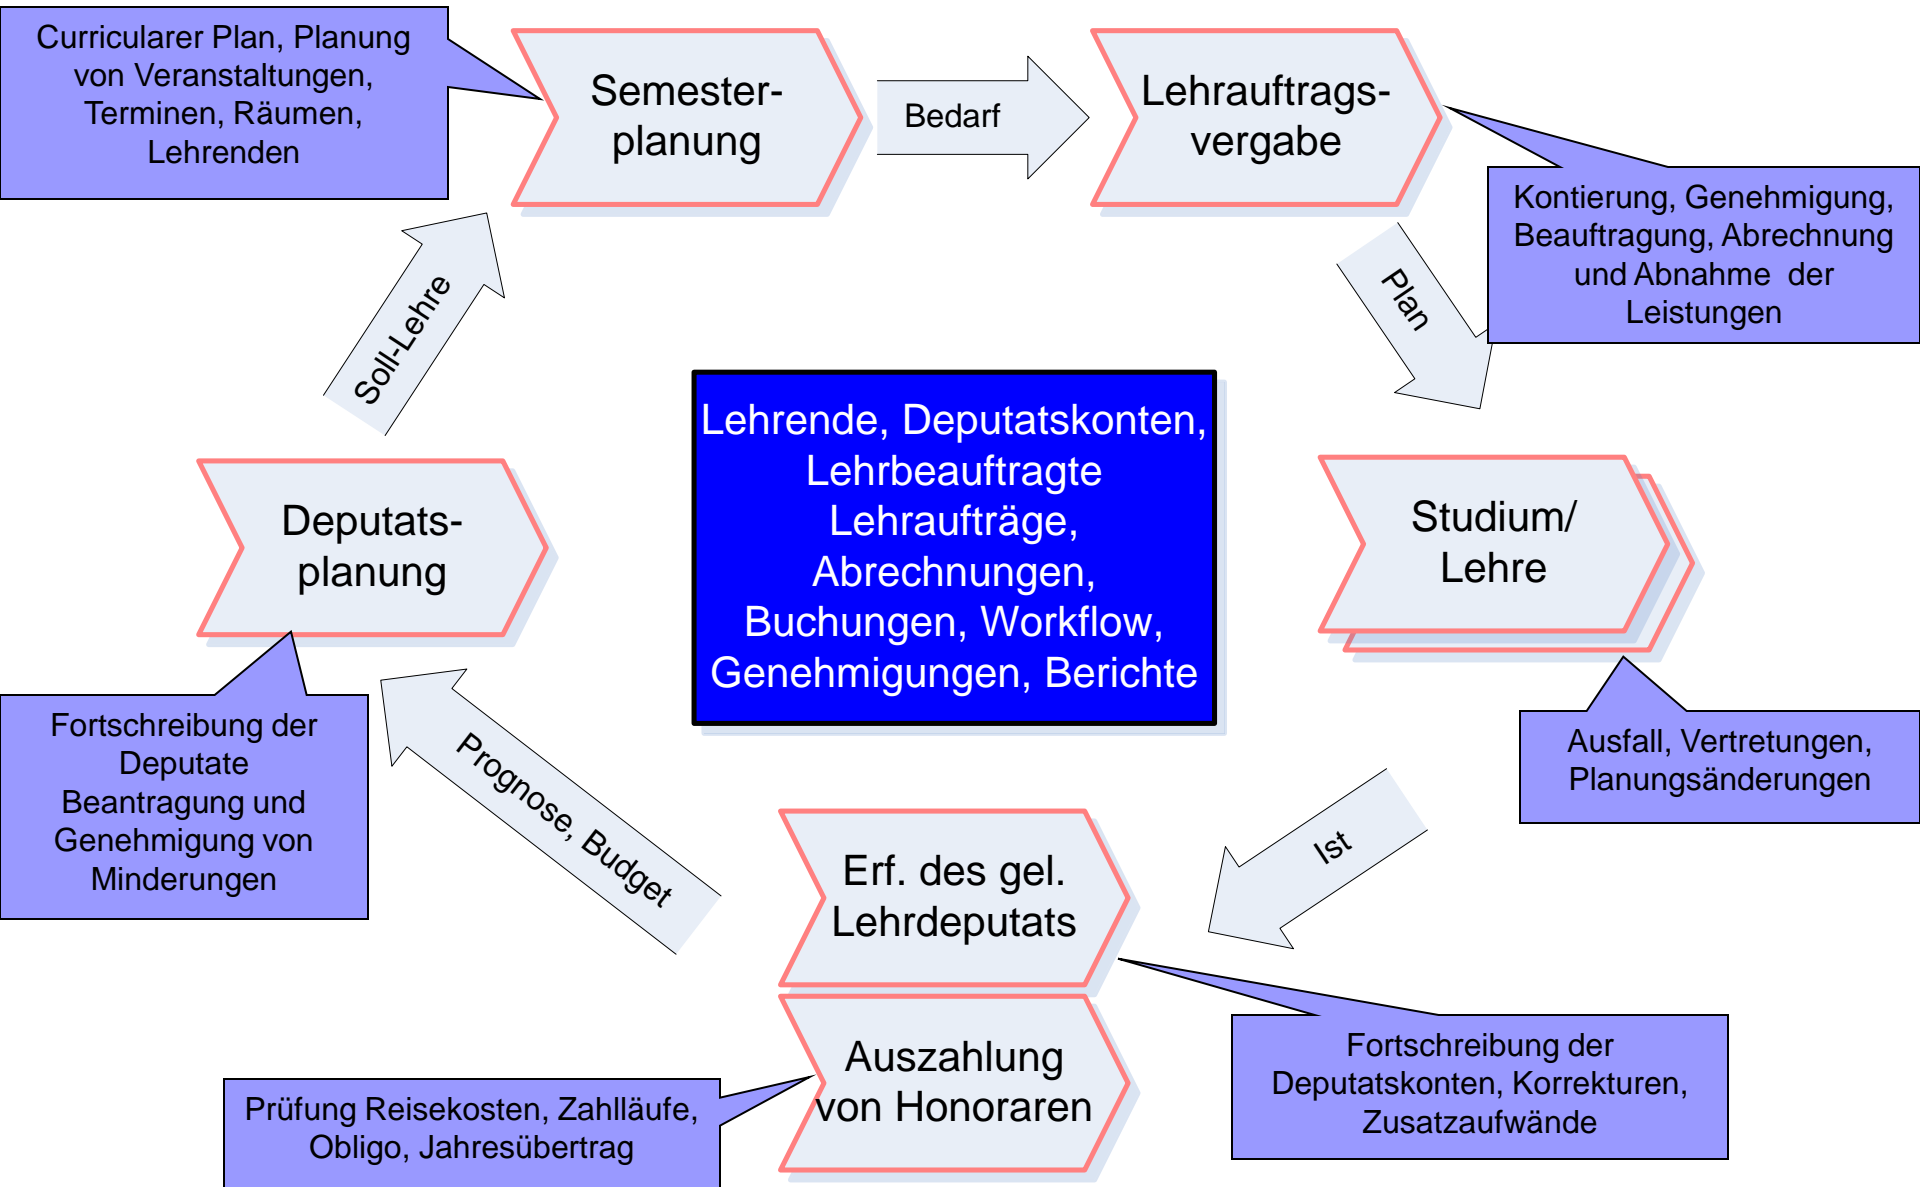 Curricularer Plan, Planung
von Veranstaltungen,
Terminen, Räumen,
Lehrenden
Semester-
planung
Bedarf
Lehrauftrags-
vergabe
Kontierung, Genehmigung,
Beauftragung, Abrechnung
und Abnahme der
Leistungen
Plan
Soll-Lehre
Lehrende, Deputatskonten,
Lehrbeauftragte
Lehraufträge,
Abrechnungen,
Buchungen, Workflow,
Genehmigungen, Berichte
Deputats-
planung
Studium/
Lehre
Fortschreibung der
Deputate
Beantragung und
Genehmigung von
Minderungen
Prognose, Budget
Ausfall, Vertretungen,
Planungsänderungen
Ist
Erf. des gel.
Lehrdeputats
Auszahlung
von Honoraren
Fortschreibung der
Deputatskonten, Korrekturen,
Zusatzaufwände
Prüfung Reisekosten, Zahlläufe,
Obligo, Jahresübertrag